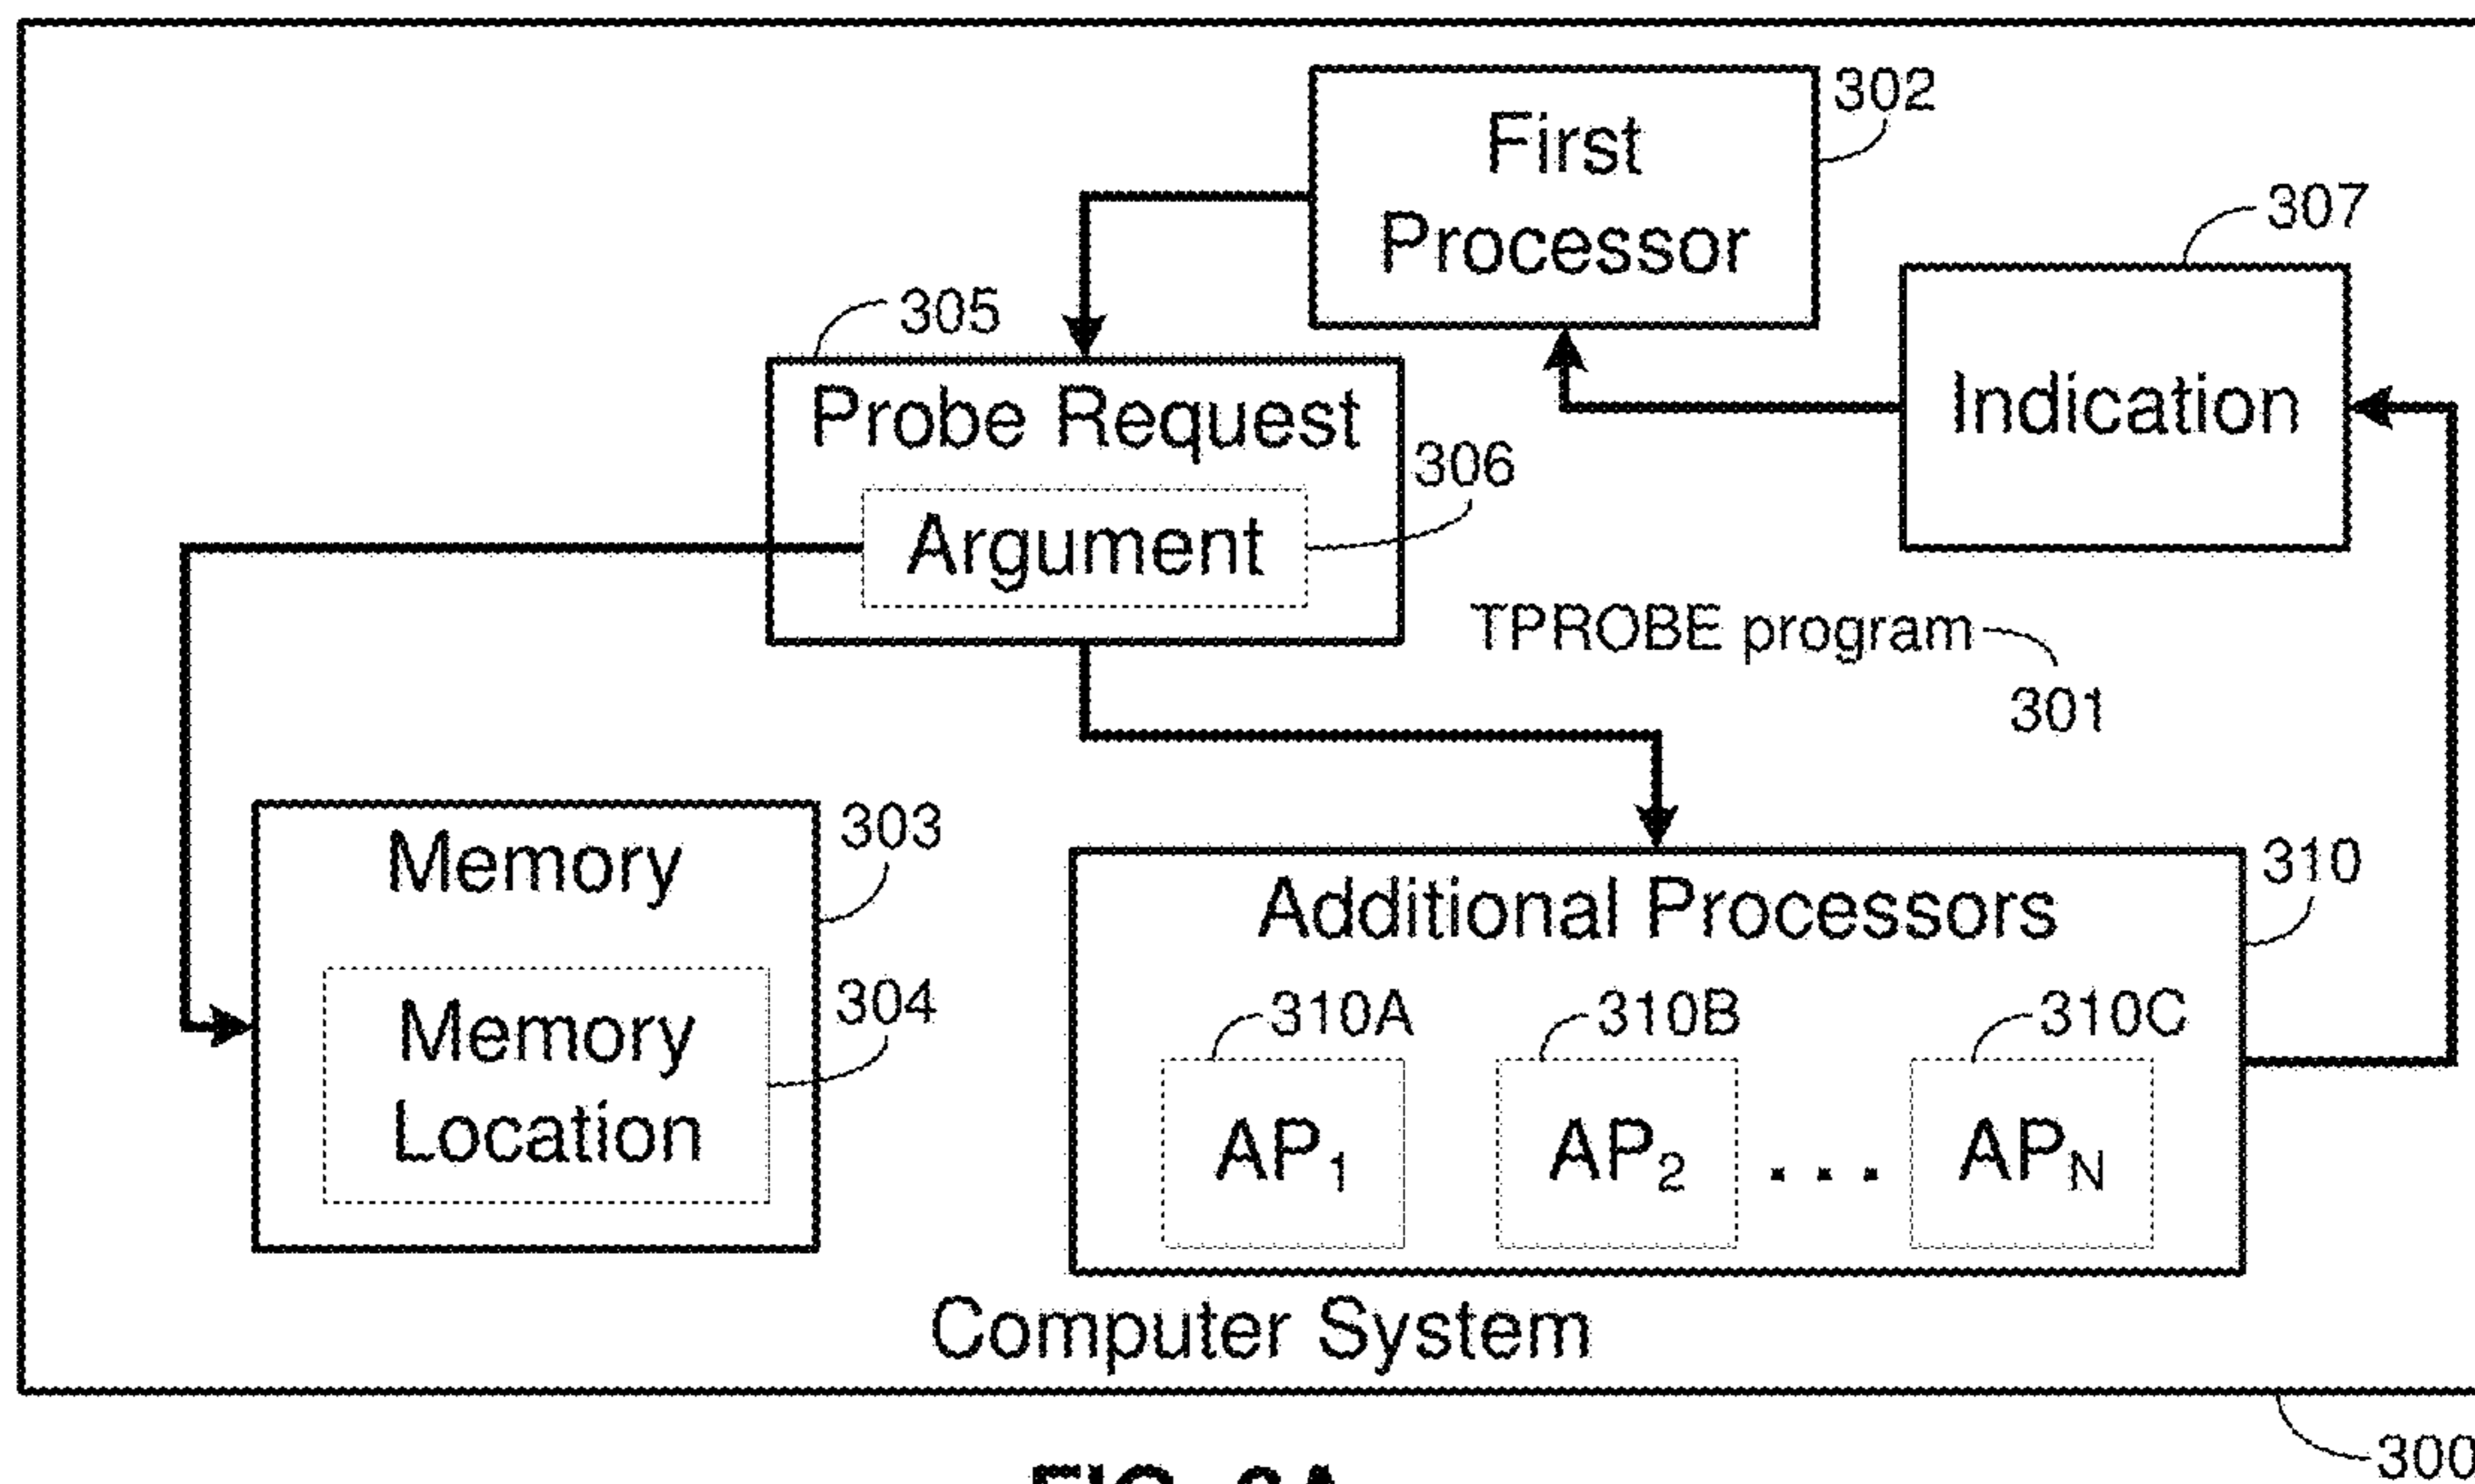 302
First
Processor
307
305
Probe Request
Indication
306
Argument
TPROBE program
301
Memory
303
310
Additional Processors
Memory
Location
304
310A
310B
310C
AP1
AP2
...
APN
Computer System
300